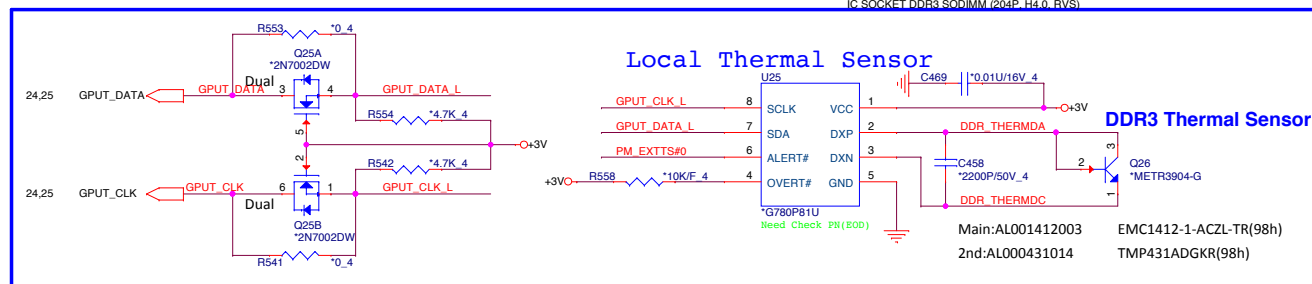 IC SOCKET DDR3 SODIMM (204P, H4.0, RVS)
R553 *0_4
Q25A
*2N7002DW
Dual
24,25 GPUT_DATA GPUT_DATA 3 4 GPUT_DATA_L
5
R554 *4.7K_4
+3V
2
R542 *4.7K_4
24,25 GPUT_CLK GPUT_CLK 6 1 GPUT_CLK_L
Dual
Q25B
*2N7002DW
R541 *0_4
Local Thermal Sensor
U25
C469 *0.01U/16V_4
GPUT_CLK_L 8 SCLK VCC 1 +3V
GPUT_DATA_L 7 SDA DXP 2 DDR_THERMDA
PM_EXTTS#0 6 ALERT# DXN 3
+3V R558 *10K/F_4 4 OVERT# GND 5
*G780P81U
Need Check PN(EOD)
DDR3 Thermal Sensor
C458
*2200P/50V_4
3
2
Q26
*METR3904-G
1
DDR_THERMDC
Main:AL001412003 EMC1412-1-ACZL-TR(98h)
2nd:AL000431014 TMP431ADGKR(98h)